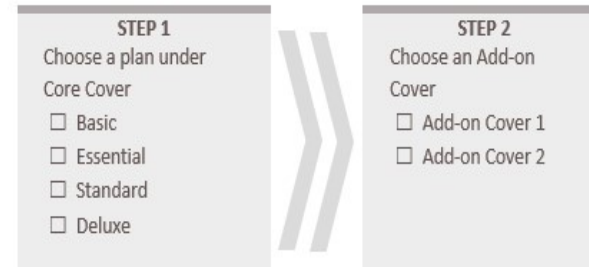 STEP 1
Choose a plan under
Core Cover
☐ Basic
☐ Essential
☐ Standard
☐ Deluxe
STEP 2
Choose an Add-on
Cover
☐ Add-on Cover 1
☐ Add-on Cover 2